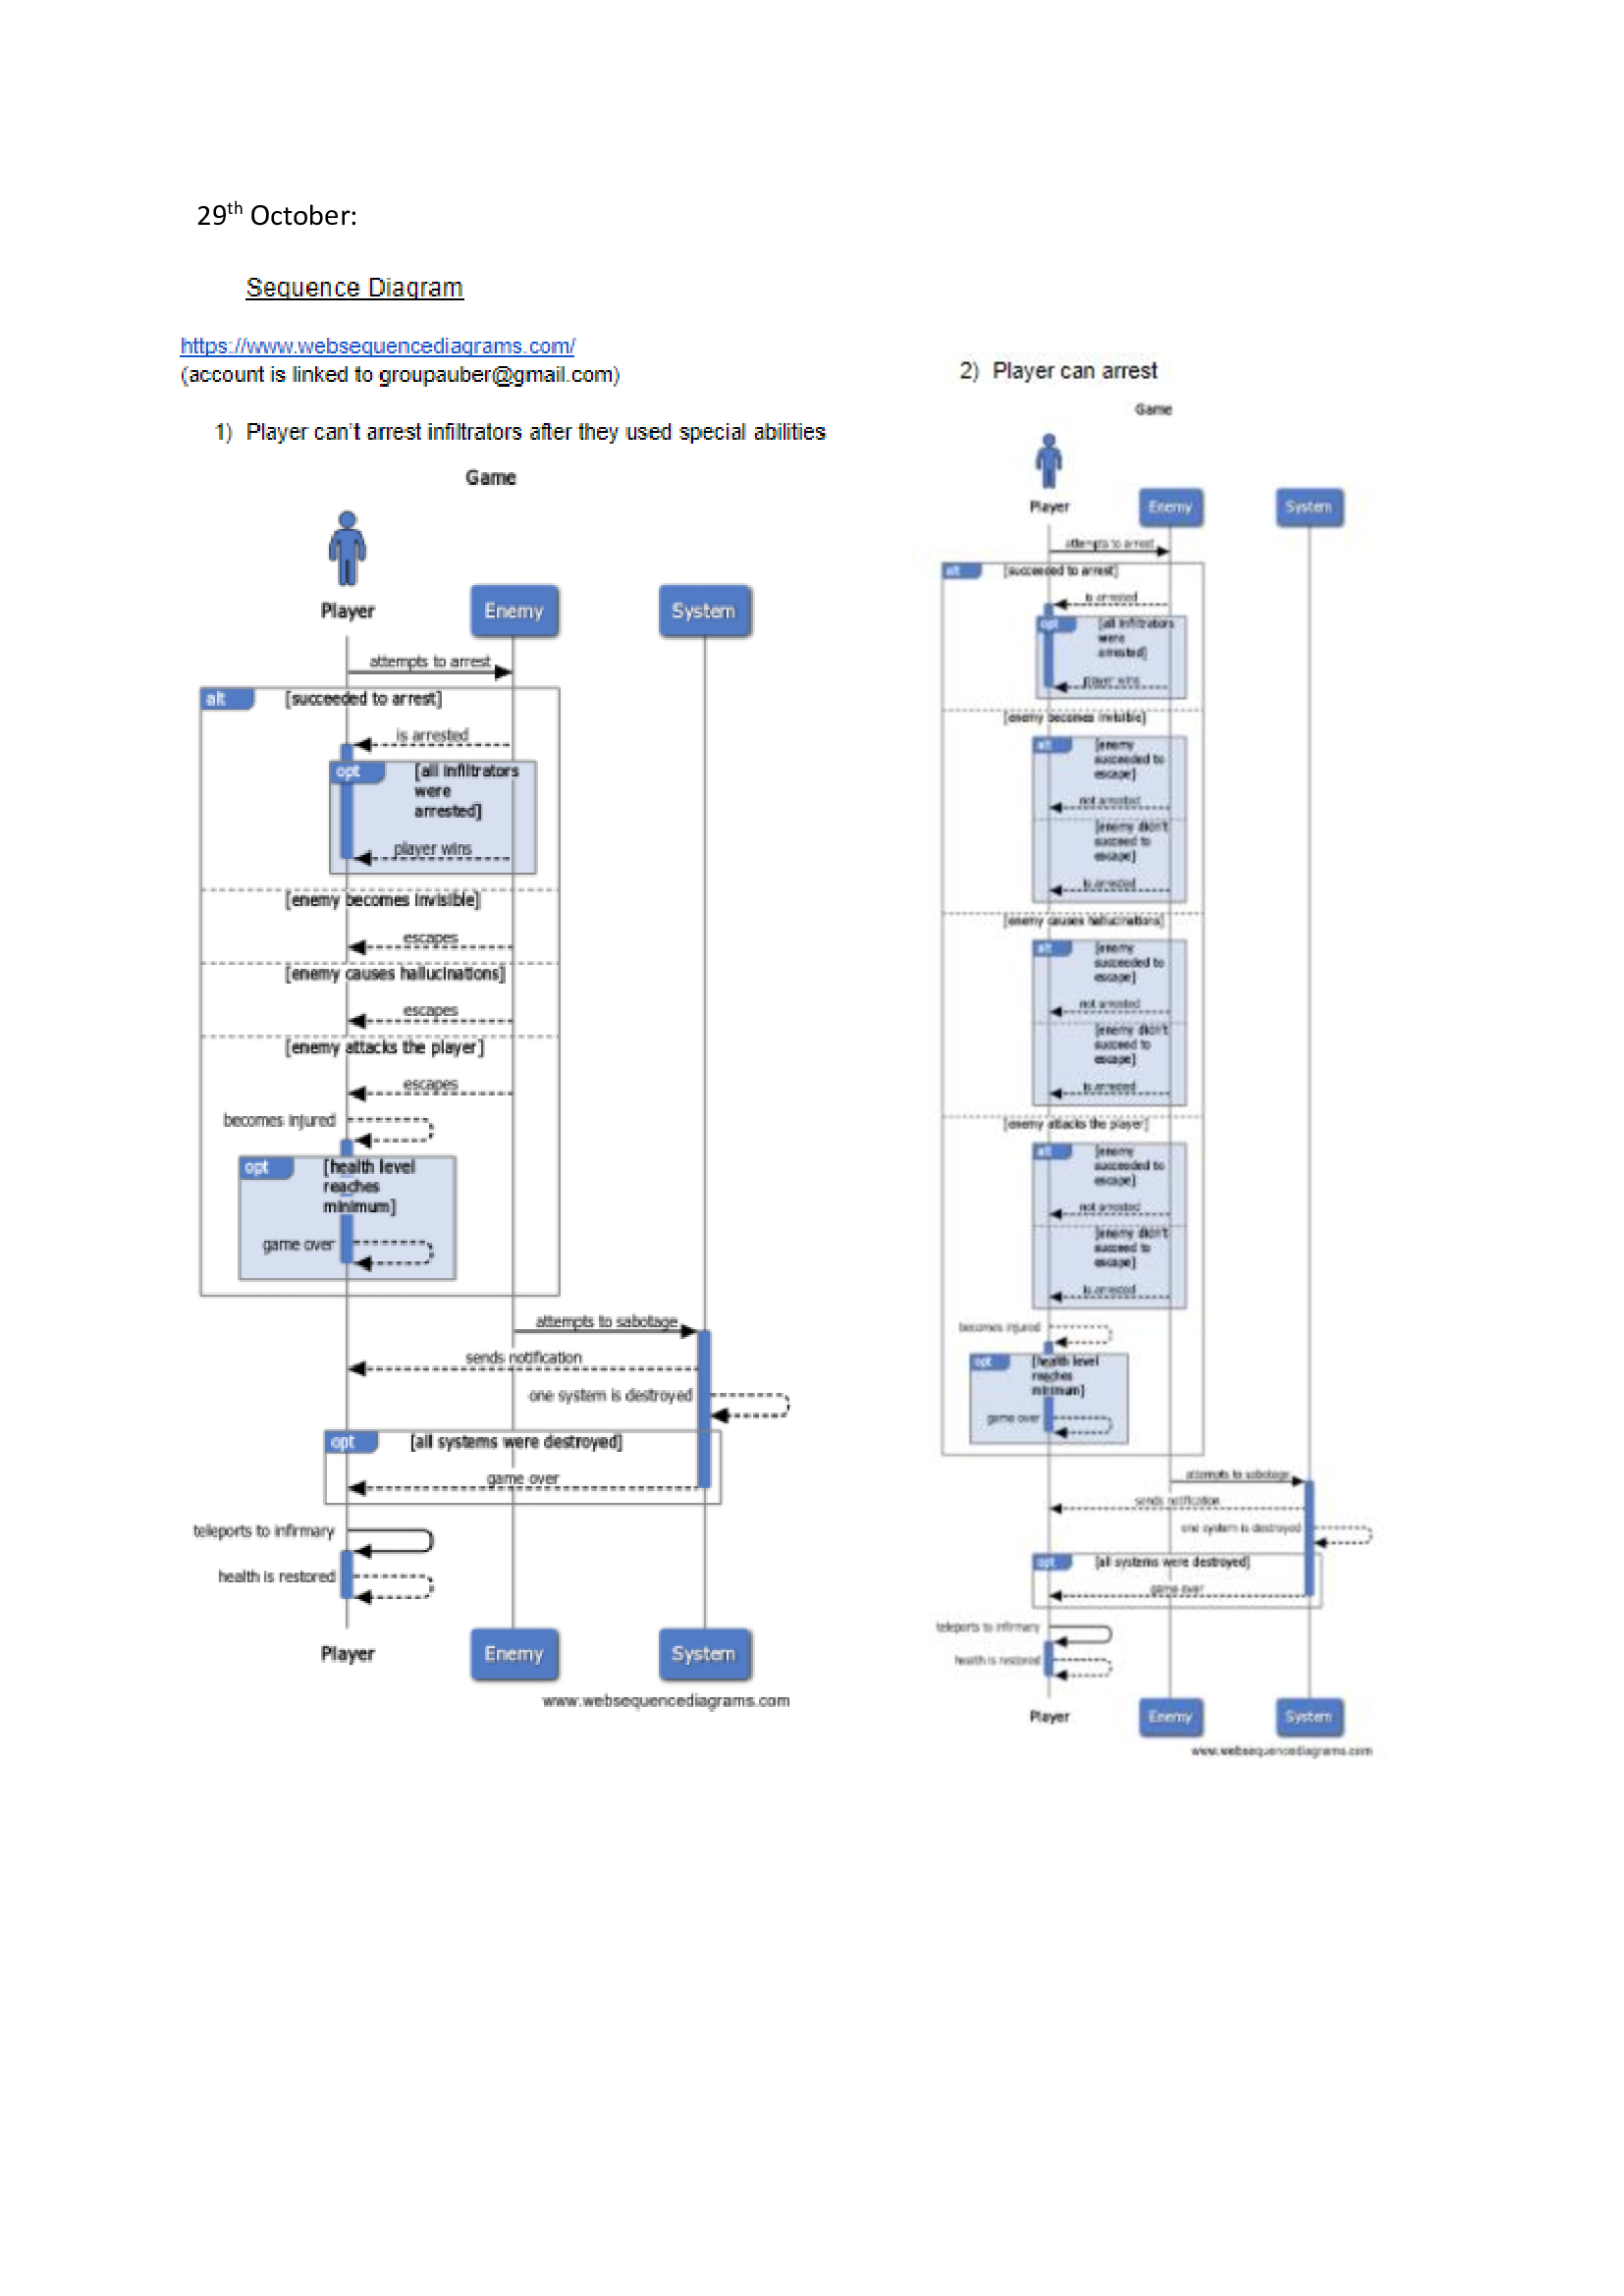 29th October:
Sequence Diagram
https://www.websequencediagrams.com/
(account is linked to groupauber@gmail.com)
1) Player can't arrest infiltrators after they used special abilities
Game
Player
Enemy
System
attempts to arrest
alt
[succeeded to arrest]
is arrested
opt
[all infiltrators
were
arrested]
player wins
[enemy becomes invisible]
escapes
[enemy causes hallucinations]
escapes
[enemy attacks the player]
escapes
becomes injured
opt
[health level
reaches
minimum]
game over
attempts to sabotage
sends notification
one system is destroyed
opt
[all systems were destroyed]
game over
teleports to infirmary
health is restored
Player
Enemy
System
www.websequencediagrams.com
2) Player can arrest
Game
Player
Enemy
System
attempts to arrest
alt
[succeeded to arrest]
is arrested
opt
[all infiltrators
were
arrested]
player wins
[enemy becomes invisible]
alt
[enemy
succeeded to
escape]
not arrested
[enemy didn't
succeed to
escape]
is arrested
[enemy causes hallucinations]
alt
[enemy
succeeded to
escape]
not arrested
[enemy didn't
succeed to
escape]
is arrested
[enemy attacks the player]
alt
[enemy
succeeded to
escape]
not arrested
[enemy didn't
succeed to
escape]
is arrested
becomes injured
opt
[health level
reaches
minimum]
game over
attempts to sabotage
sends notification
one system is destroyed
opt
[all systems were destroyed]
game over
teleports to infirmary
health is restored
Player
Enemy
System
www.websequencediagrams.com